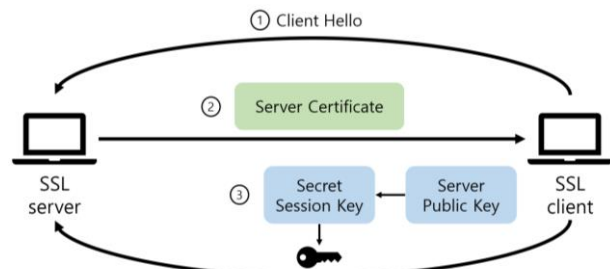 ① Client Hello
② Server Certificate
SSL
server
SSL
client
③ Secret
Session Key
Server
Public Key